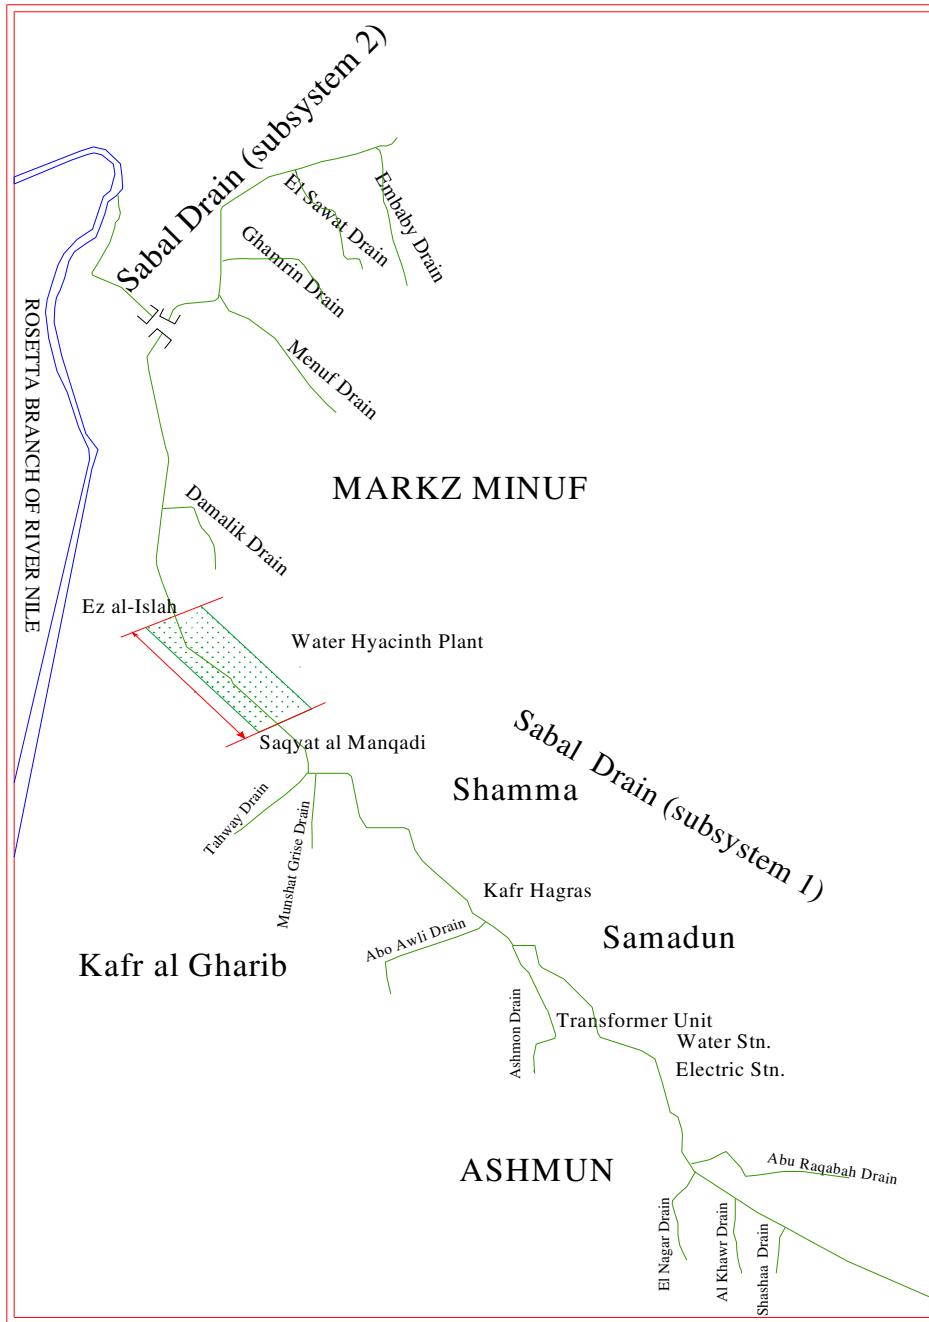 Sabal Drain (subsystem 2)
El Sawat Drain
Embaby Drain
Ghamrin Drain
Menuf Drain
ROSETTA BRANCH OF RIVER NILE
MARKZ MINUF
Damalik Drain
Ez al-Islah
Water Hyacinth Plant
Saqyat al Manqadi
Sabal Drain (subsystem 1)
Shamma
Tahway Drain
Munshat Grise Drain
Kafr Hagras
Abo Awli Drain
Samadun
Kafr al Gharib
Ashmon Drain
Transformer Unit
Water Stn.
Electric Stn.
ASHMUN
Abu Raqabah Drain
El Nagar Drain
Al Khawr Drain
Shashaa Drain